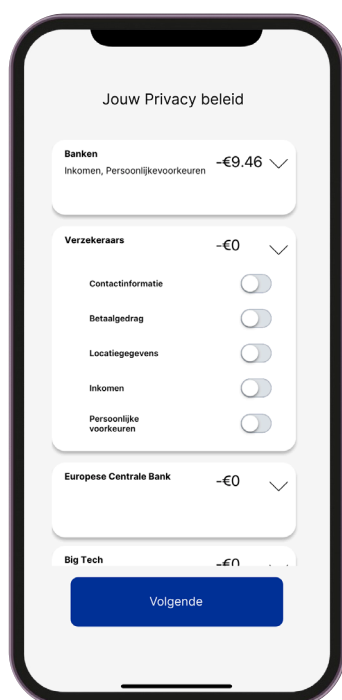 Jouw Privacy beleid
Banken
-€9.46
Inkomen, Persoonlijkevoorkeuren
Verzekeraars
-€0
Contactinformatie
Betaalgedrag
Locatiegegevens
Inkomen
Persoonlijke
voorkeuren
Europese Centrale Bank
-€0
Big Tech
-€0
Volgende